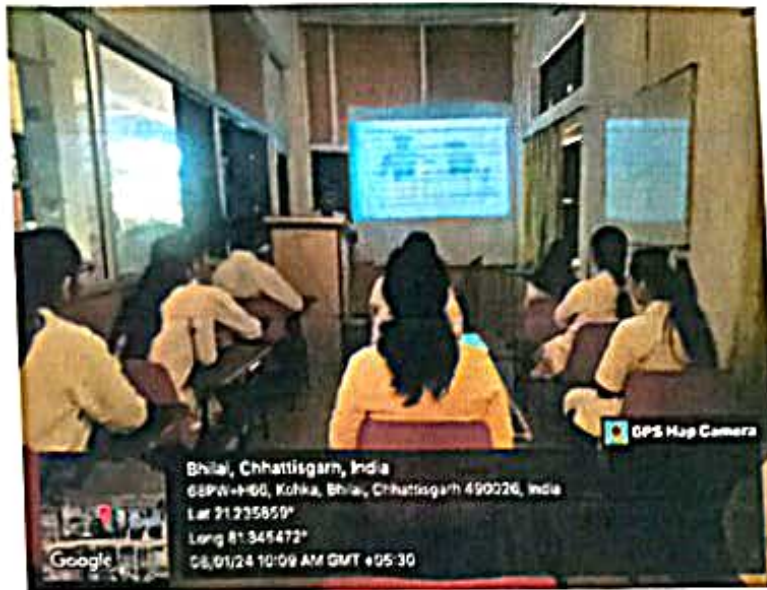 GPS Map Camera
Bhilai, Chhattisgarh, India
68PW+H66, Kohka, Bhilai, Chhattisgarh 490026, India
Lat 21.235859°
Long 81.345472°
08/01/24 10:09 AM GMT +05:30
Google